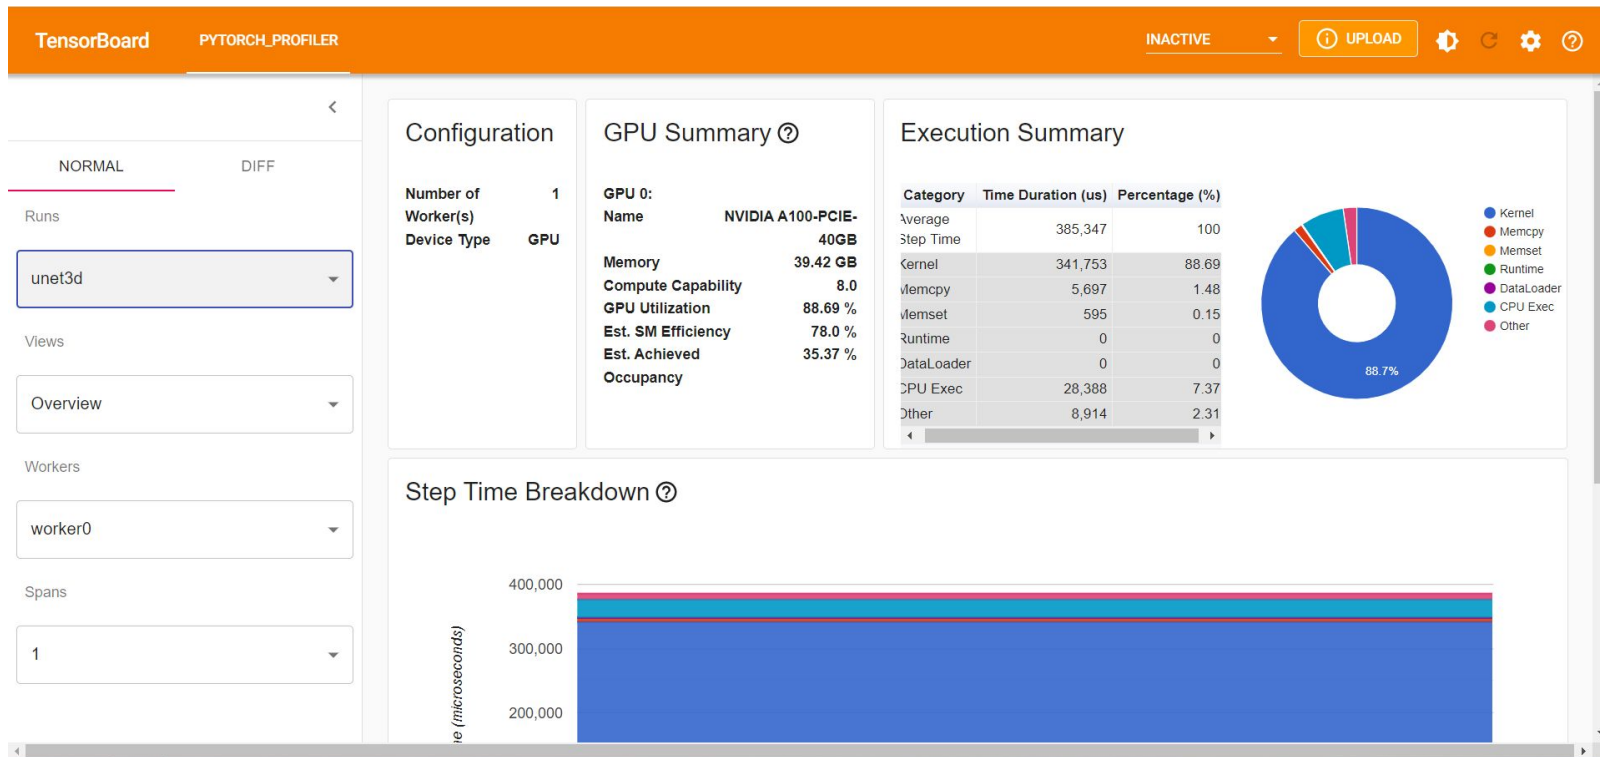 TensorBoard PYTORCH_PROFILER INACTIVE UPLOAD
NORMAL DIFF
Runs
unet3d
Views
Overview
Workers
worker0
Spans
1
Configuration
Number of 1
Worker(s)
Device Type GPU
GPU Summary
GPU 0:
Name NVIDIA A100-PCIE-
40GB
Memory 39.42 GB
Compute Capability 8.0
GPU Utilization 88.69 %
Est. SM Efficiency 78.0 %
Est. Achieved 35.37 %
Occupancy
Execution Summary
Category Time Duration (us) Percentage (%)
Average
Step Time 385,347 100
Kernel 341,753 88.69
Memcpy 5,697 1.48
Memset 595 0.15
Runtime 0 0
DataLoader 0 0
CPU Exec 28,388 7.37
Other 8,914 2.31
88.7%
Kernel
Memcpy
Memset
Runtime
DataLoader
CPU Exec
Other
Step Time Breakdown
400,000
300,000
200,000
(microseconds)